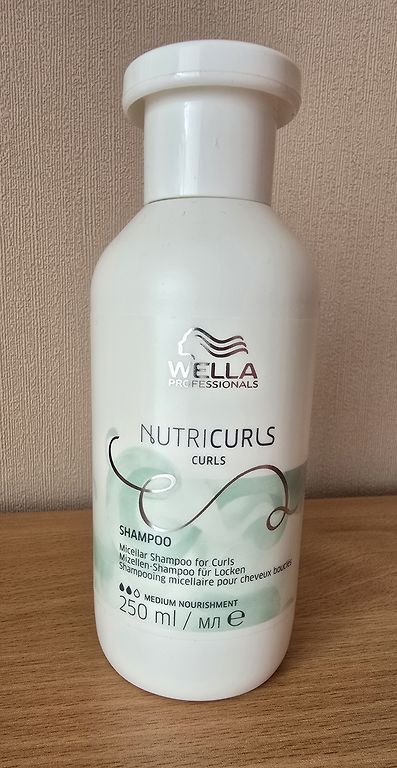 WELLA
PROFESSIONALS
NUTRICURLS
CURLS
SHAMPOO
Micellar Shampoo for Curls
Mizellen-Shampoo für Locken
Shampooing micellaire pour cheveux bouclés
MEDIUM NOURISHMENT
250 ml / мл ℮